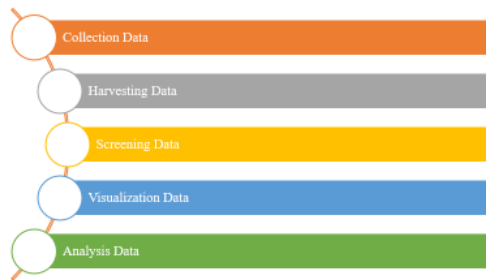 Collection Data
Harvesting Data
Screening Data
Visualization Data
Analysis Data